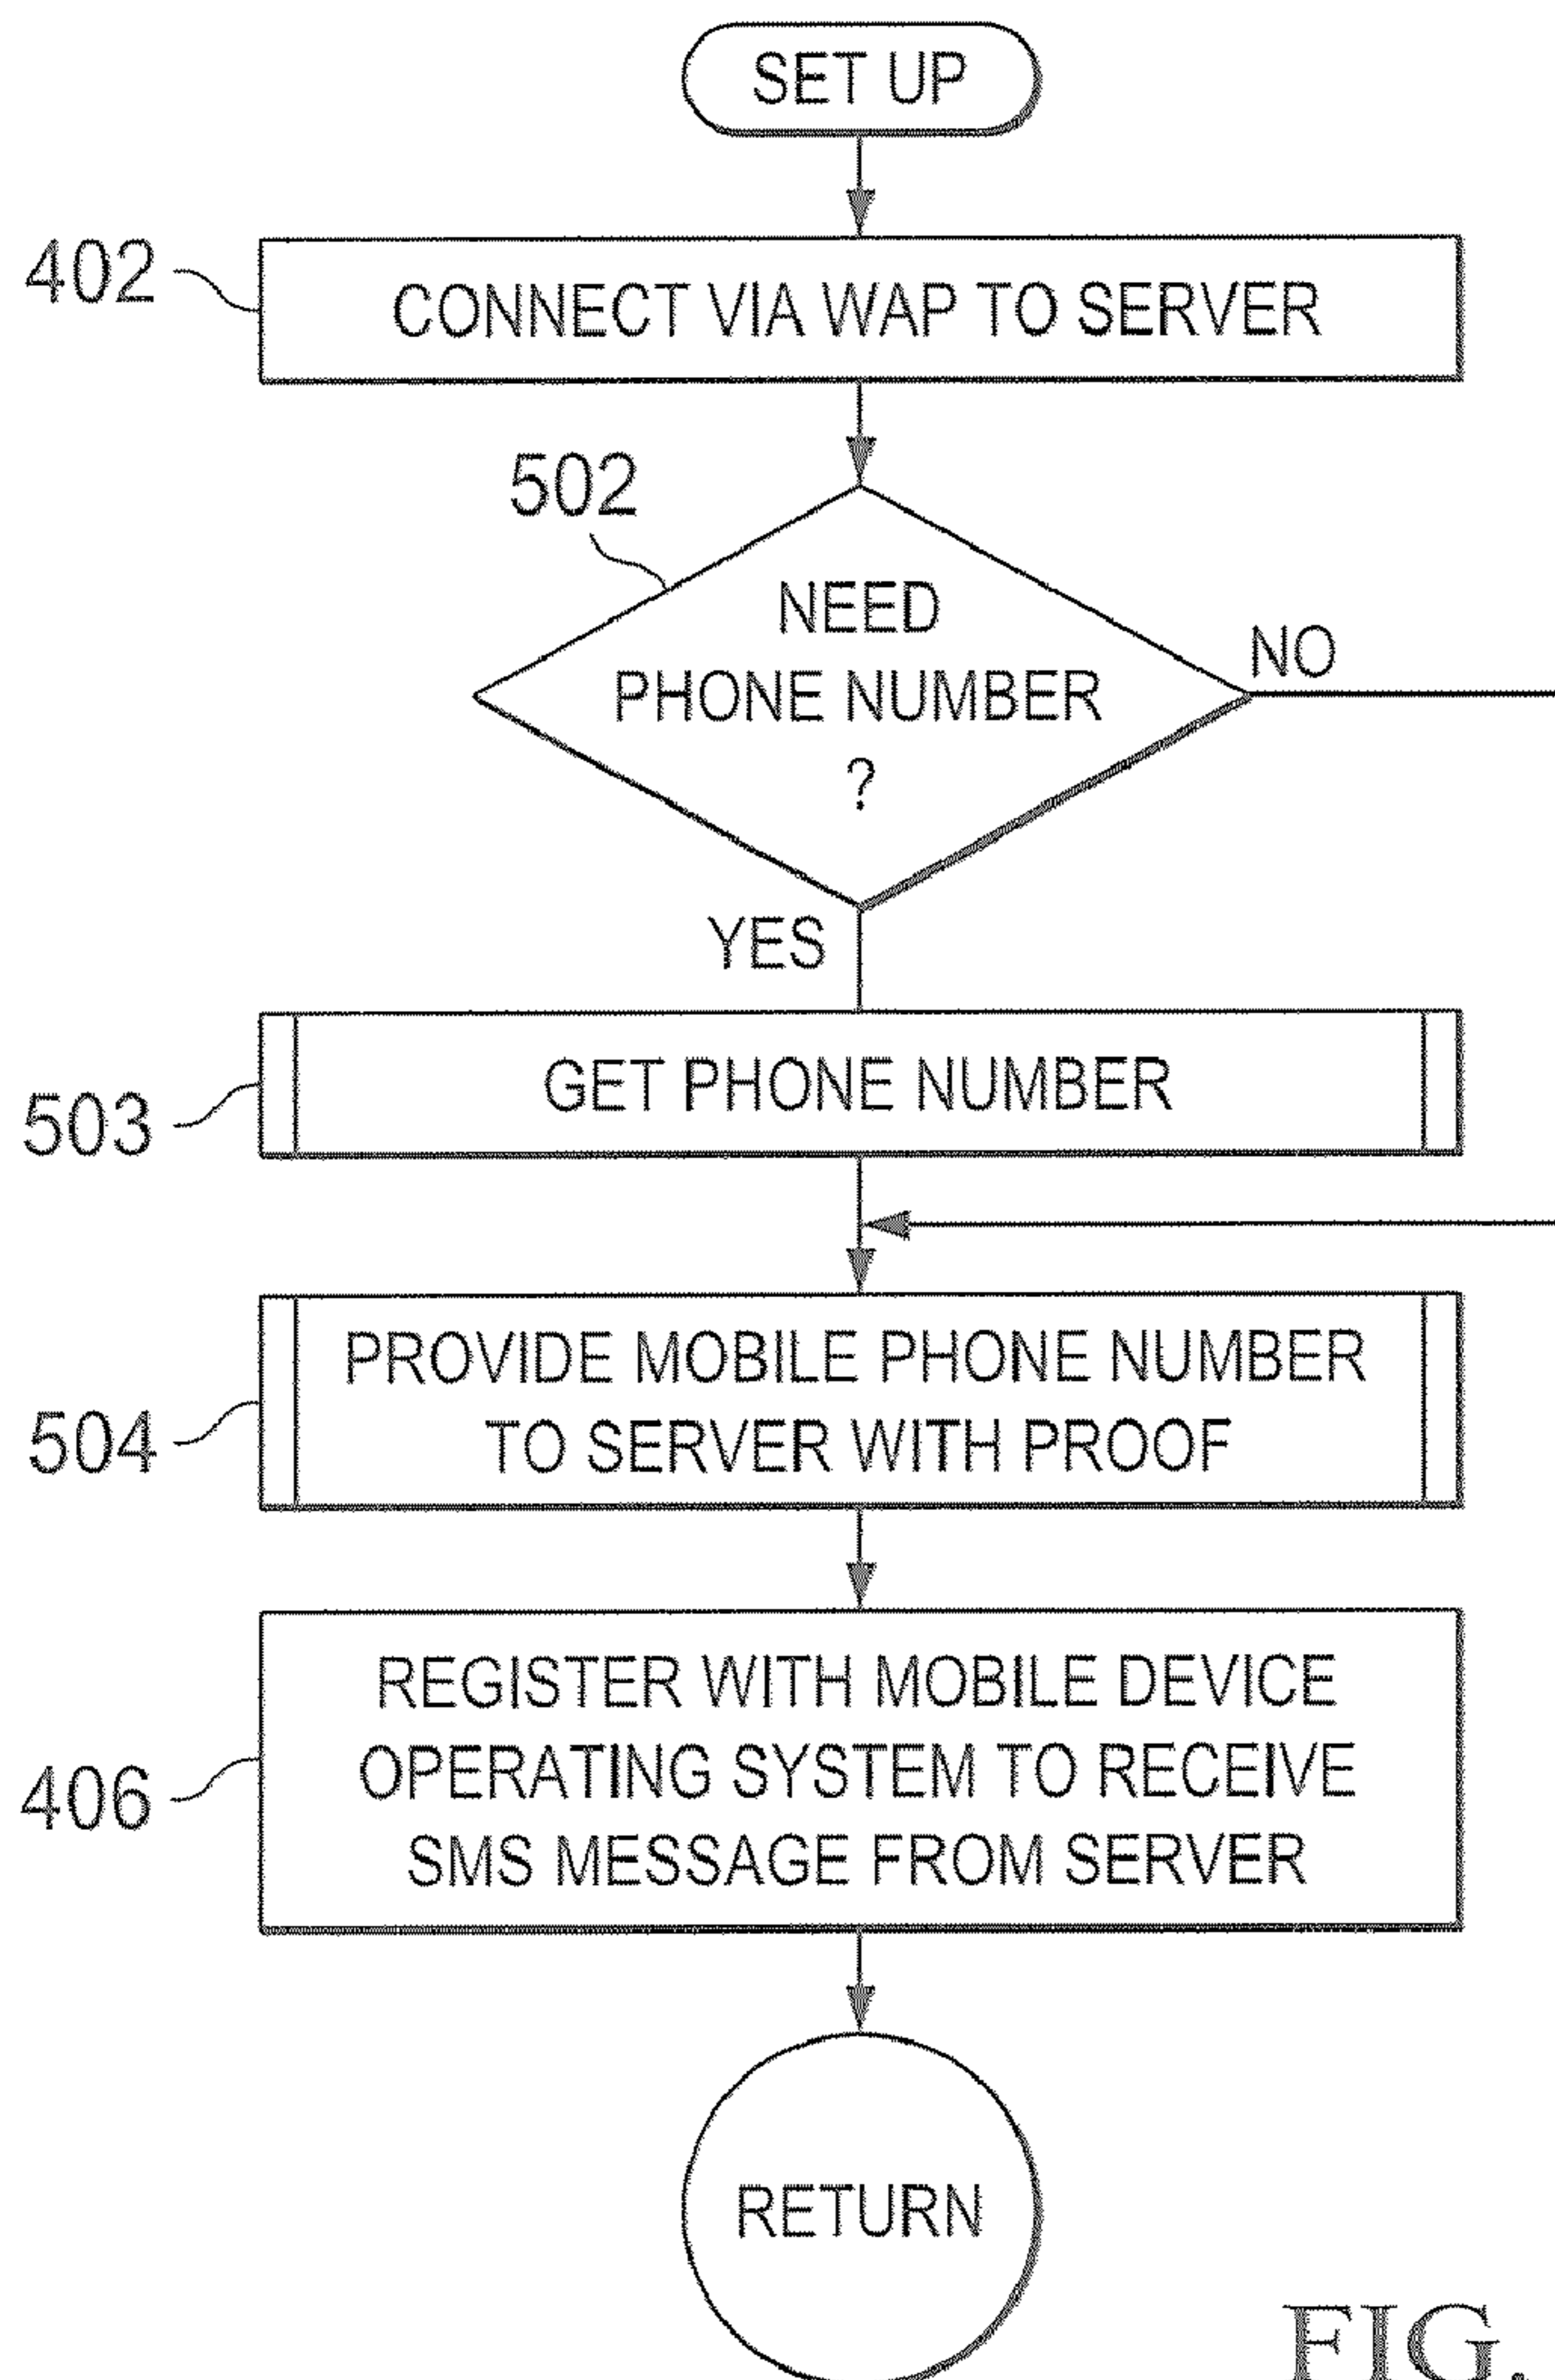 SET UP
402
CONNECT VIA WAP TO SERVER
502
NEED
PHONE NUMBER
?
NO
YES
503
GET PHONE NUMBER
504
PROVIDE MOBILE PHONE NUMBER
TO SERVER WITH PROOF
406
REGISTER WITH MOBILE DEVICE
OPERATING SYSTEM TO RECEIVE
SMS MESSAGE FROM SERVER
RETURN
FIG.